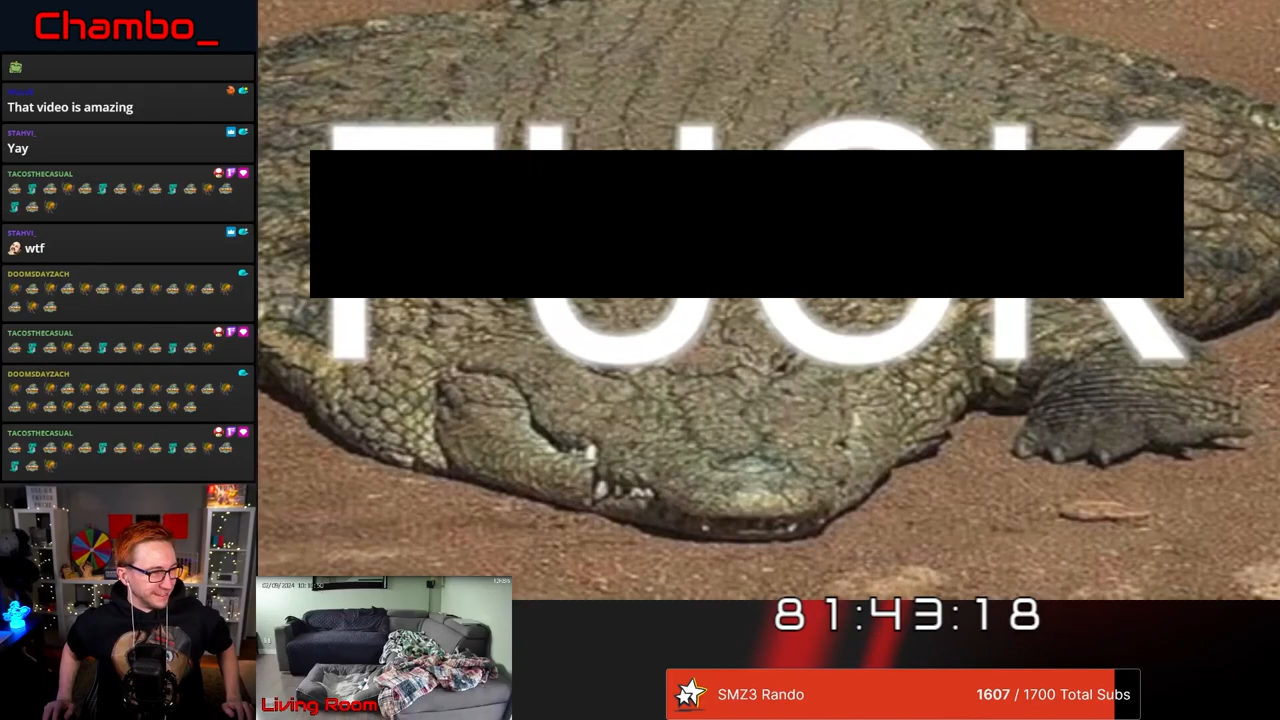 Chambo_
That video is amazing
STAHVI_
Yay
TACOSTHECASUAL
STAHVI_
wtf
DOOMSDAYZACH
TACOSTHECASUAL
DOOMSDAYZACH
TACOSTHECASUAL
Living Room
81:43:18
SMZ3 Rando
1607 / 1700 Total Subs